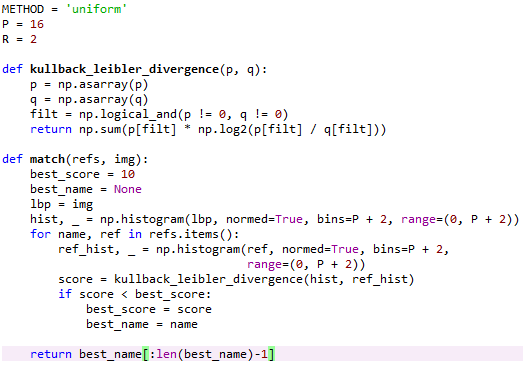 METHOD = 'uniform'
P = 16
R = 2
def kullback_leibler_divergence(p, q):
    p = np.asarray(p)
    q = np.asarray(q)
    filt = np.logical_and(p != 0, q != 0)
    return np.sum(p[filt] * np.log2(p[filt] / q[filt]))
def match(refs, img):
    best_score = 10
    best_name = None
    lbp = img
    hist, _ = np.histogram(lbp, normed=True, bins=P + 2, range=(0, P + 2))
    for name, ref in refs.items():
        ref_hist, _ = np.histogram(ref, normed=True, bins=P + 2,
                                   range=(0, P + 2))
        score = kullback_leibler_divergence(hist, ref_hist)
        if score < best_score:
            best_score = score
            best_name = name
    return best_name[:len(best_name)-1]